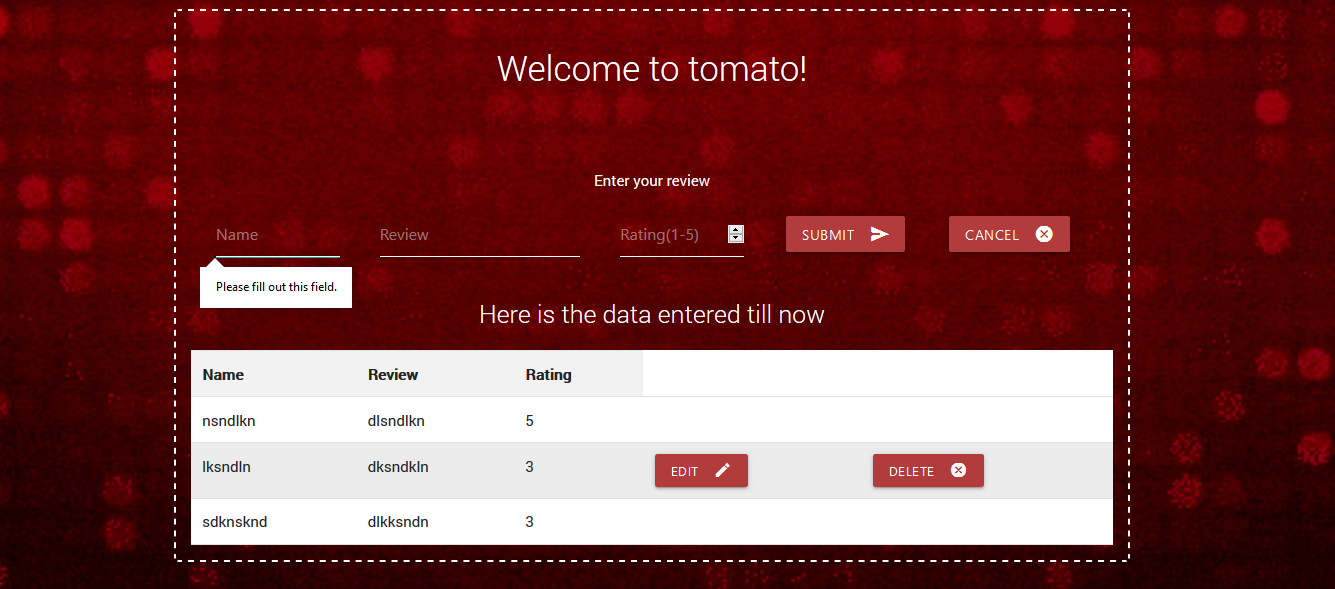 Welcome to tomato!
Enter your review
Name Review Rating(1-5) SUBMIT CANCEL
Please fill out this field.
Here is the data entered till now
Name Review Rating
nsndlkn dlsndlkn 5
lksndln dksndkln 3 EDIT DELETE
sdknsknd dlkksndn 3